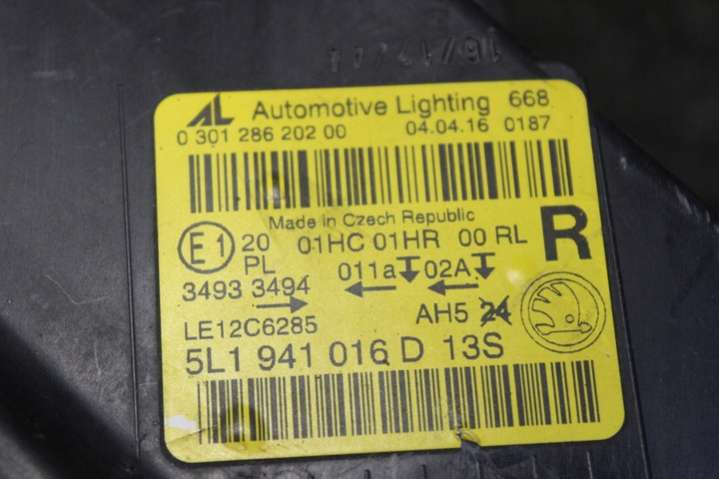 AL Automotive Lighting 668
0 301 286 202 00 04.04.16 0187
Made in Czech Republic
E1 20 01HC 01HR 00 RL R
PL 011a 02A
3493 3494
LE12C6285 AH5 24
5L1 941 016 D 13S